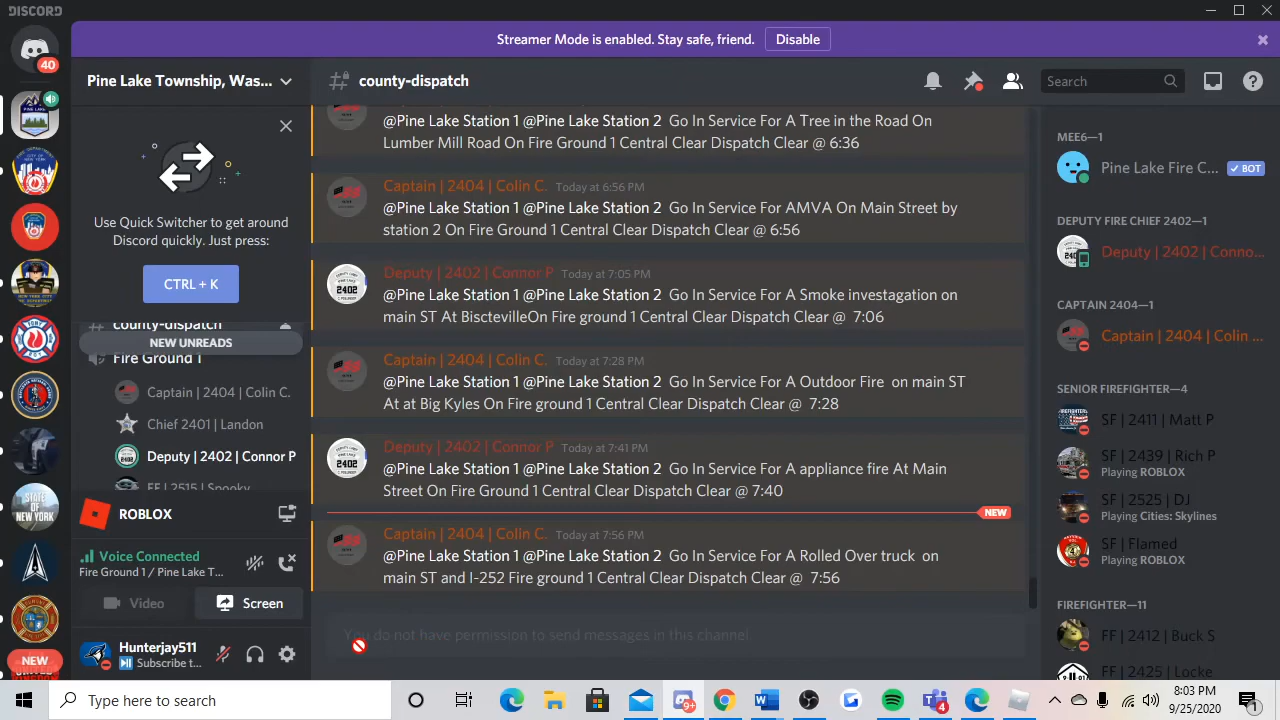 DISCORD
Streamer Mode is enabled. Stay safe, friend. Disable
40
Pine Lake Township, Was...
county-dispatch
Search
Use Quick Switcher to get around
Discord quickly. Just press:
CTRL + K
county-dispatch
NEW UNREADS
Fire Ground 1
Captain | 2404 | Colin C.
Chief 2401 | Landon
Deputy | 2402 | Connor P
FF | 2515 | Spooky
ROBLOX
Voice Connected
Fire Ground 1 / Pine Lake T...
Video
Screen
Hunterjay511
Subscribe t...
NEW
@Pine Lake Station 1 @Pine Lake Station 2 Go In Service For A Tree in the Road On
Lumber Mill Road On Fire Ground 1 Central Clear Dispatch Clear @ 6:36
Captain | 2404 | Colin C. Today at 6:56 PM
@Pine Lake Station 1 @Pine Lake Station 2 Go In Service For AMVA On Main Street by
station 2 On Fire Ground 1 Central Clear Dispatch Clear @ 6:56
Deputy | 2402 | Connor P Today at 7:05 PM
@Pine Lake Station 1 @Pine Lake Station 2 Go In Service For A Smoke investagation on
main ST At BisctevilleOn Fire ground 1 Central Clear Dispatch Clear @ 7:06
Captain | 2404 | Colin C. Today at 7:28 PM
@Pine Lake Station 1 @Pine Lake Station 2 Go In Service For A Outdoor Fire on main ST
At at Big Kyles On Fire ground 1 Central Clear Dispatch Clear @ 7:28
Deputy | 2402 | Connor P Today at 7:41 PM
@Pine Lake Station 1 @Pine Lake Station 2 Go In Service For A appliance fire At Main
Street On Fire Ground 1 Central Clear Dispatch Clear @ 7:40
NEW
Captain | 2404 | Colin C. Today at 7:56 PM
@Pine Lake Station 1 @Pine Lake Station 2 Go In Service For A Rolled Over truck on
main ST and I-252 Fire ground 1 Central Clear Dispatch Clear @ 7:56
You do not have permission to send messages in this channel.
MEE6—1
Pine Lake Fire C... BOT
DEPUTY FIRE CHIEF 2402—1
Deputy | 2402 | Conno...
CAPTAIN 2404—1
Captain | 2404 | Colin ...
SENIOR FIREFIGHTER—4
SF | 2411 | Matt P
SF | 2439 | Rich P
Playing ROBLOX
SF | 2525 | DJ
Playing Cities: Skylines
SF | Flamed
Playing ROBLOX
FIREFIGHTER—11
FF | 2412 | Buck S
FF | 2425 | Locke
Type here to search
9+
4
8:03 PM
9/25/2020
1